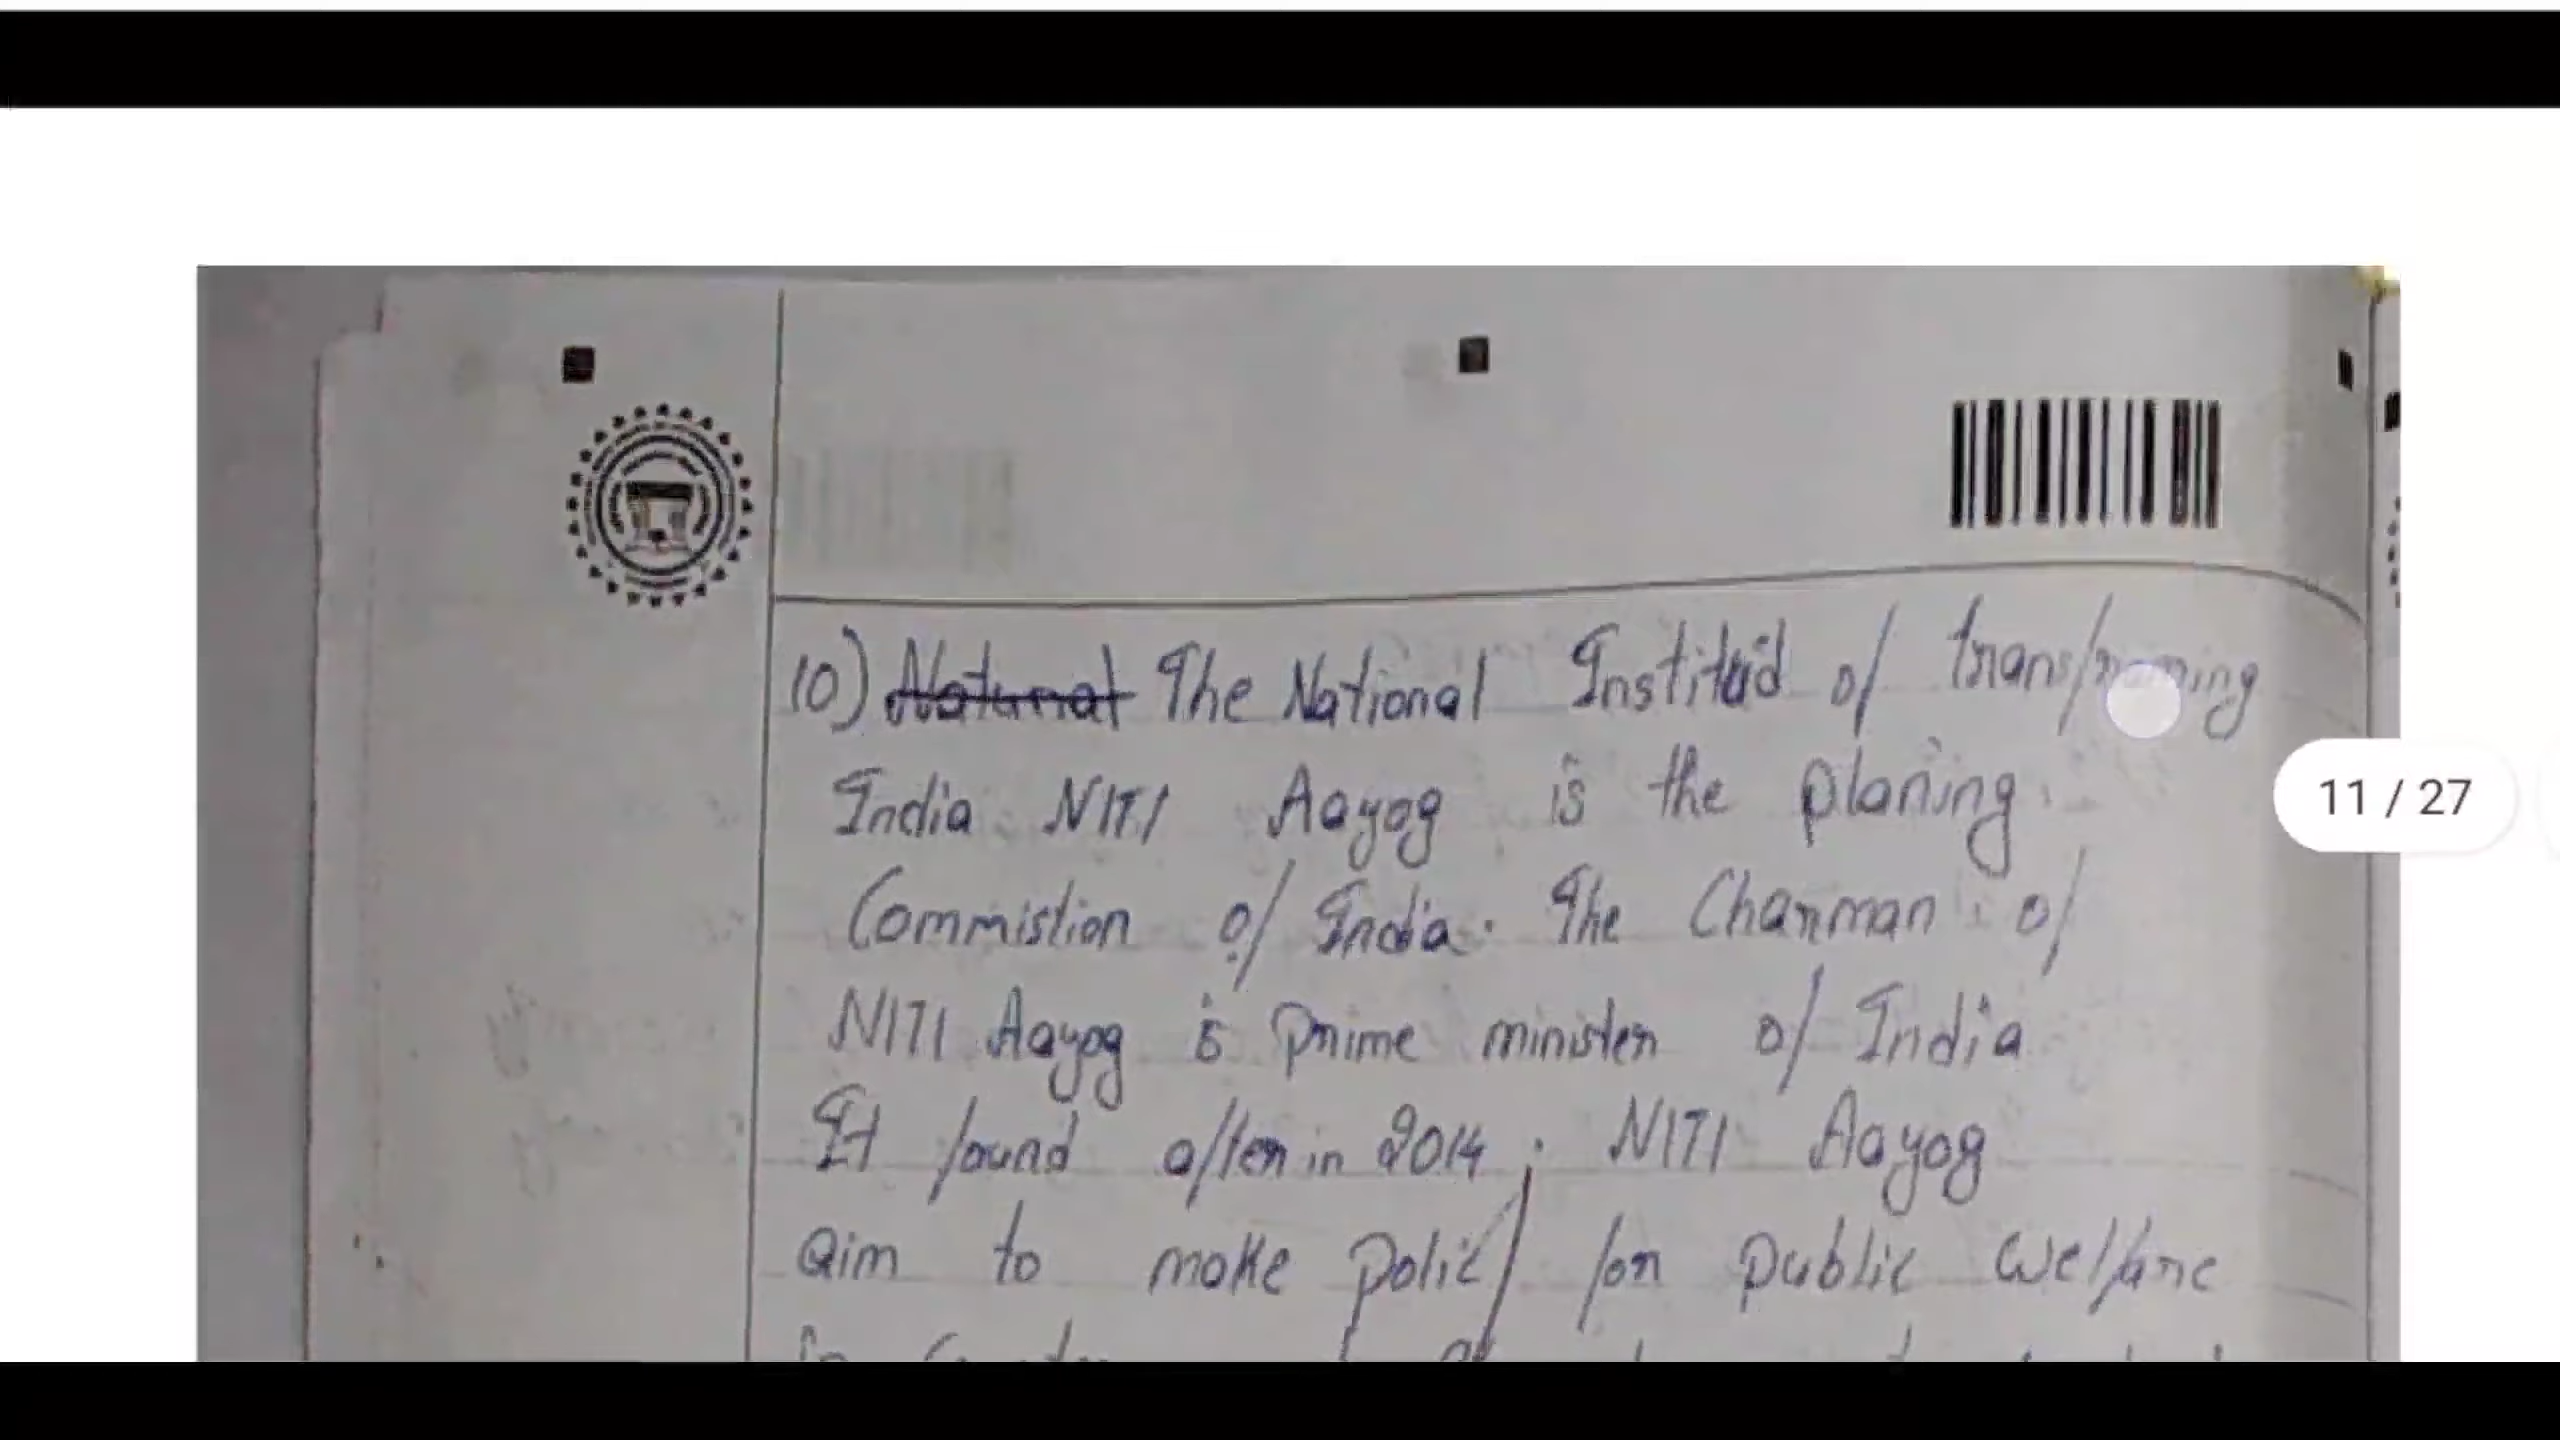 10) Natural The National Institud of transforming
India NITI Aayog is the planing
Commistion of India. The Chairman of
NITI Aayog is Prime minister of India
It found after in 2014. NITI Aayog
11 / 27
aim to make policy for public welfare